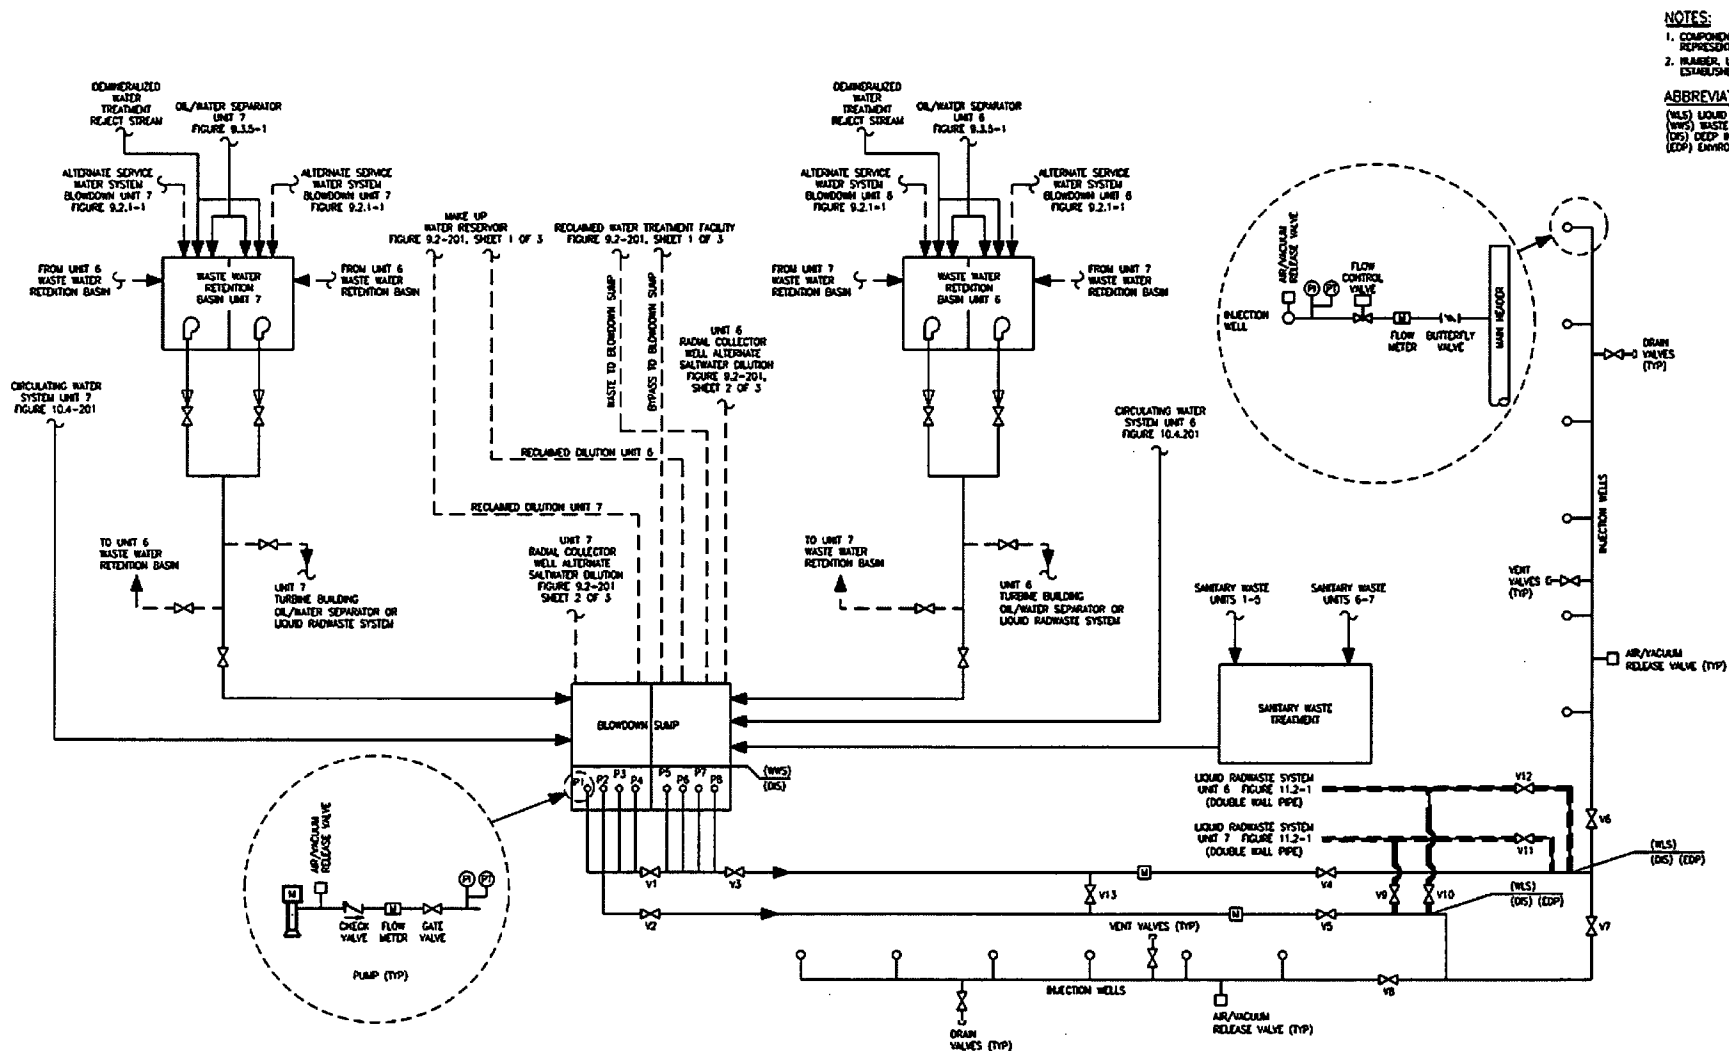 NOTES:
1. COMPONEN
REPRESEN
2. NUMBER, L
ESTABLISHE
ABBREVIAT
(WLS) LIQUID
(WWS) WASTE
(DIS) DEEP IN
(EDP) ENVIRO
DEMINERALIZED
WATER
TREATMENT
REJECT STREAM
OIL/WATER SEPARATOR
UNIT 7
FIGURE 9.3.5-1
ALTERNATE SERVICE
WATER SYSTEM
BLOWDOWN UNIT 7
FIGURE 9.2.1-1
ALTERNATE SERVICE
WATER SYSTEM
BLOWDOWN UNIT 7
FIGURE 9.2.1-1
FROM UNIT 6
WASTE WATER
RETENTION BASIN
WASTE WATER
RETENTION
BASIN UNIT 7
FROM UNIT 6
WASTE WATER
RETENTION BASIN
MAKE UP
WATER RESERVOIR
FIGURE 9.2-201, SHEET 1 OF 3
RECLAIMED WATER TREATMENT FACILITY
FIGURE 9.2-201, SHEET 1 OF 3
WASTE TO BLOWDOWN SUMP
BYPASS TO BLOWDOWN SUMP
UNIT 6
RADIAL COLLECTOR
WELL ALTERNATE
SALTWATER DILUTION
FIGURE 9.2-201,
SHEET 2 OF 3
DEMINERALIZED
WATER
TREATMENT
REJECT STREAM
OIL/WATER SEPARATOR
UNIT 6
FIGURE 9.3.5-1
ALTERNATE SERVICE
WATER SYSTEM
BLOWDOWN UNIT 6
FIGURE 9.2.1-1
ALTERNATE SERVICE
WATER SYSTEM
BLOWDOWN UNIT 6
FIGURE 9.2.1-1
FROM UNIT 7
WASTE WATER
RETENTION BASIN
WASTE WATER
RETENTION
BASIN UNIT 6
FROM UNIT 7
WASTE WATER
RETENTION BASIN
AIR/VACUUM
RELEASE VALVE
PI
PT
FLOW
CONTROL
VALVE
INJECTION
WELL
M
FLOW
METER
BUTTERFLY
VALVE
MAIN HEADER
DRAIN
VALVES
(TYP)
INJECTION WELLS
VENT
VALVES
(TYP)
AIR/VACUUM
RELEASE VALVE (TYP)
CIRCULATING WATER
SYSTEM UNIT 7
FIGURE 10.4-201
RECLAIMED DILUTION UNIT 6
RECLAIMED DILUTION UNIT 7
CIRCULATING WATER
SYSTEM UNIT 6
FIGURE 10.4.201
TO UNIT 6
WASTE WATER
RETENTION BASIN
UNIT 7
TURBINE BUILDING
OIL/WATER SEPARATOR OR
LIQUID RADWASTE SYSTEM
UNIT 7
RADIAL COLLECTOR
WELL ALTERNATE
SALTWATER DILUTION
FIGURE 9.2-201
SHEET 2 OF 3
TO UNIT 7
WASTE WATER
RETENTION BASIN
UNIT 6
TURBINE BUILDING
OIL/WATER SEPARATOR OR
LIQUID RADWASTE SYSTEM
SANITARY WASTE
UNITS 1-5
SANITARY WASTE
UNITS 6-7
SANITARY WASTE
TREATMENT
BLOWDOWN SUMP
P1
P2
P3
P4
P5
P6
P7
P8
(WWS)
(DIS)
AIR/VACUUM
RELEASE VALVE
M
PI
PT
CHECK
VALVE
M
FLOW
METER
GATE
VALVE
PUMP (TYP)
LIQUID RADWASTE SYSTEM
UNIT 6 FIGURE 11.2-1
(DOUBLE WALL PIPE)
LIQUID RADWASTE SYSTEM
UNIT 7 FIGURE 11.2-1
(DOUBLE WALL PIPE)
V12
V11
V6
(WLS)
(DIS) (EDP)
V1
V3
M
V4
V9
V10
(WLS)
(DIS) (EDP)
V13
V2
M
V5
V7
VENT VALVES (TYP)
INJECTION WELLS
V8
DRAIN
VALVES (TYP)
AIR/VACUUM
RELEASE VALVE (TYP)